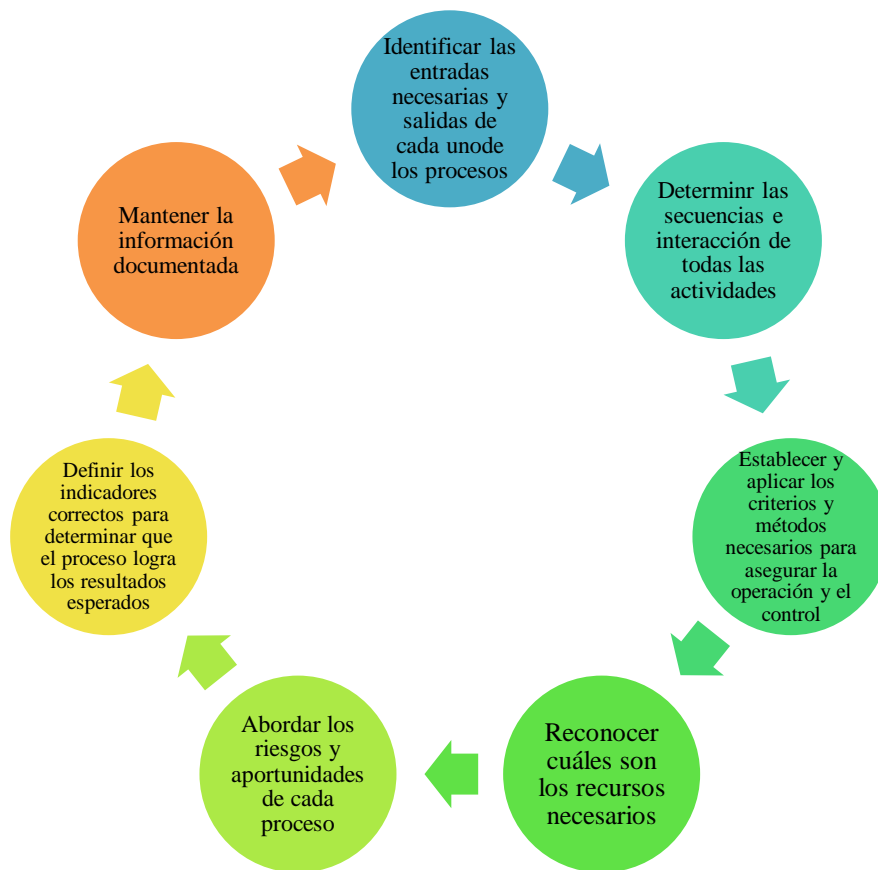 Identificar las
entradas
necesarias y
salidas de
cada unode
los procesos
Determinr las
secuencias e
interacción de
todas las
actividades
Establecer y
aplicar los
criterios y
métodos
necesarios para
asegurar la
operación y el
control
Reconocer
cuáles son
los recursos
necesarios
Abordar los
riesgos y
aportunidades
de cada
proceso
Definir los
indicadores
correctos para
determinar que
el proceso logra
los resultados
esperados
Mantener la
información
documentada